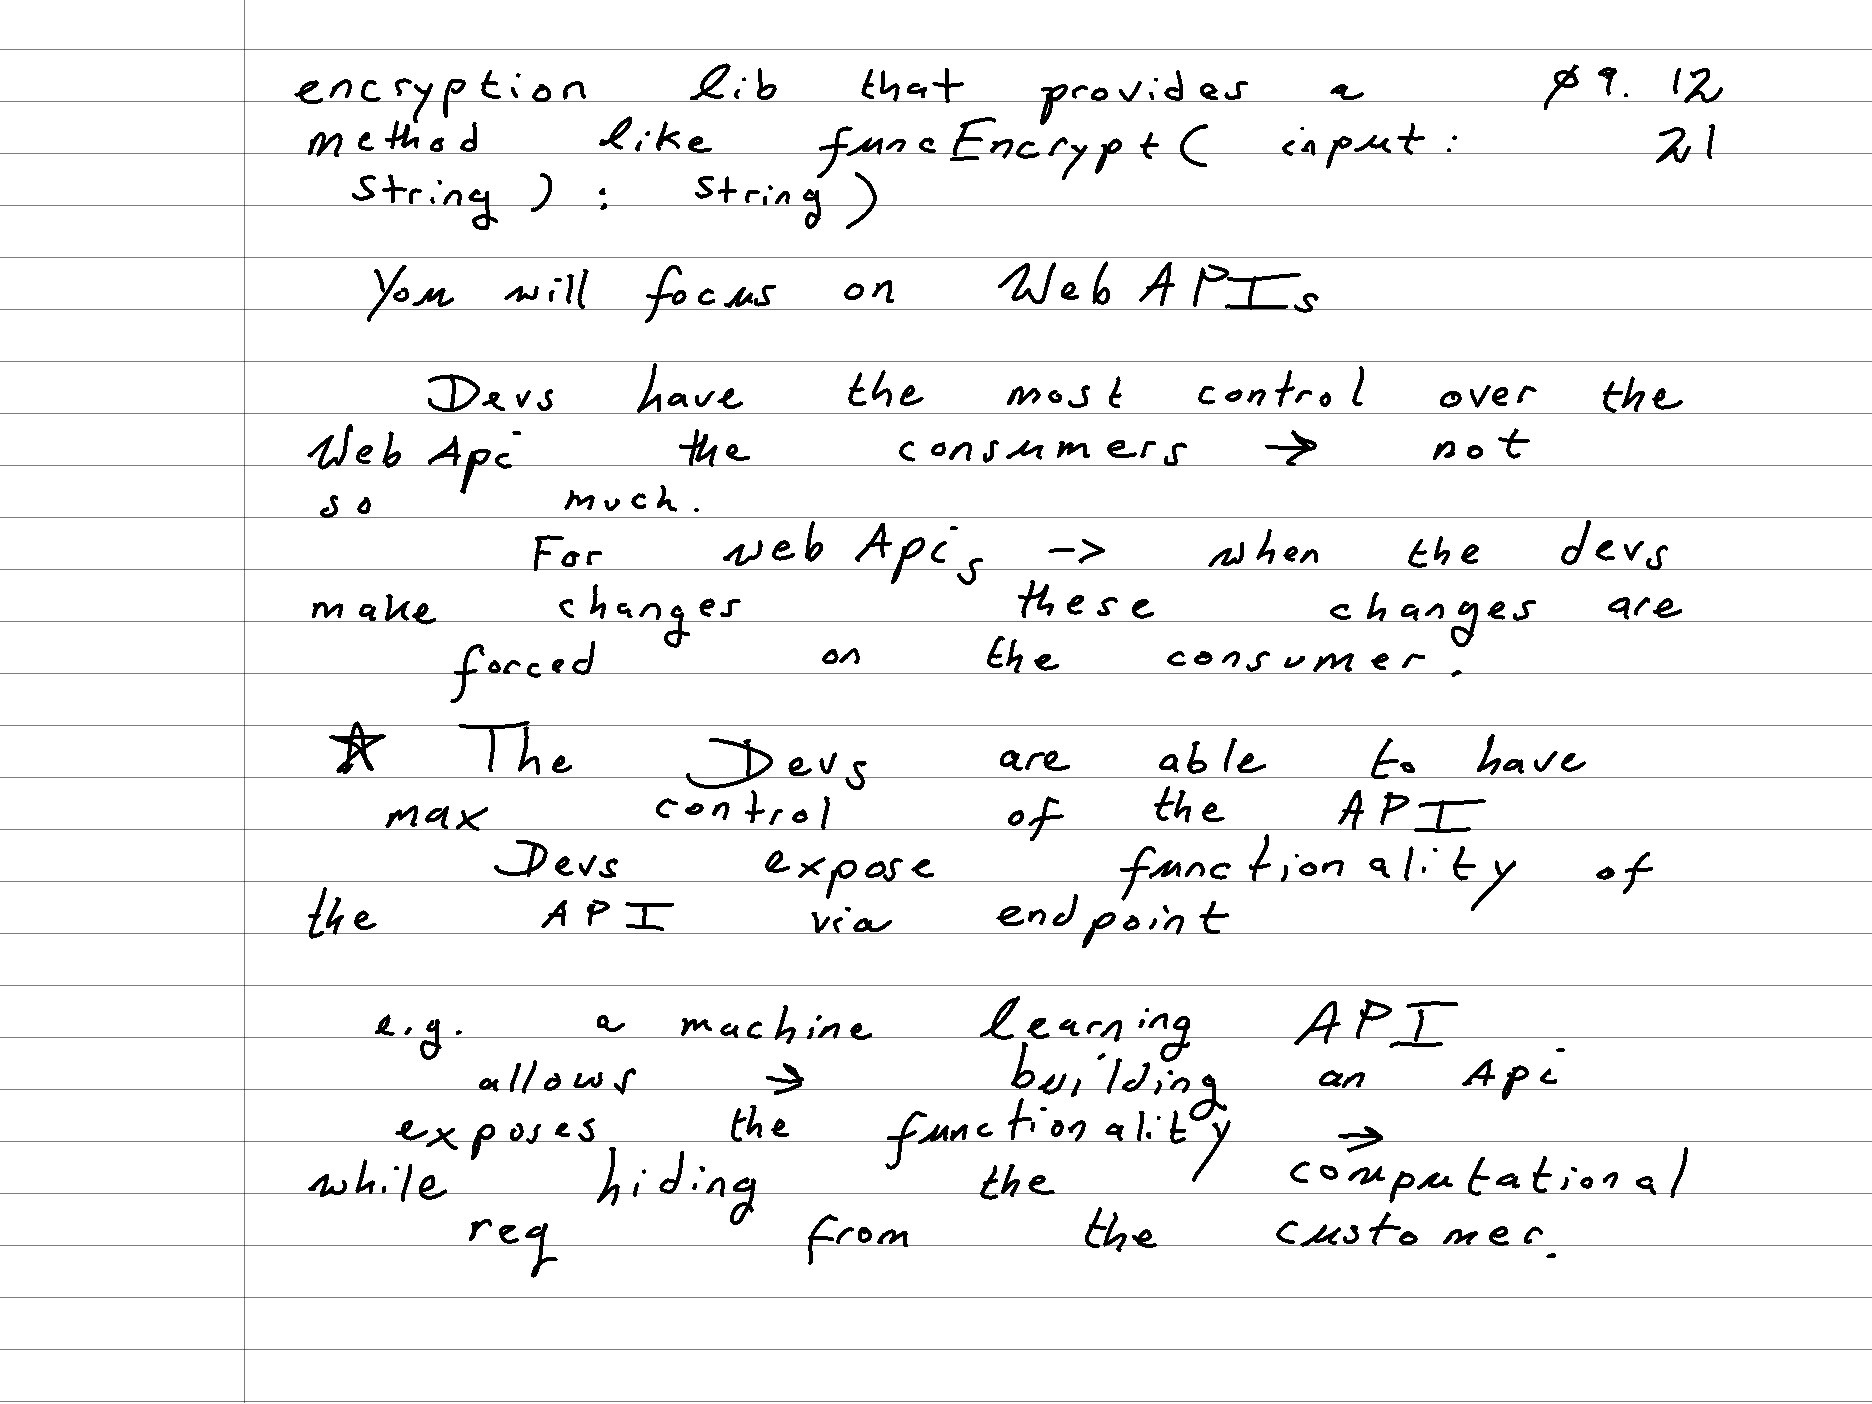 encryption lib that provides a ø9. 12
method like funcEncrypt( input: 21
string ) : string )
You will focus on Web APIs
Devs have the most control over the
Web Api the consumers → not
so much.
For web Apis -> when the devs
make changes these changes are
forced on the consumer.
☆ The Devs are able to have
max control of the API
Devs expose functionality of
the API via endpoint
e.g. a machine learning API
allows → building an Api
exposes the functionality →
while hiding the computational
req from the customer.